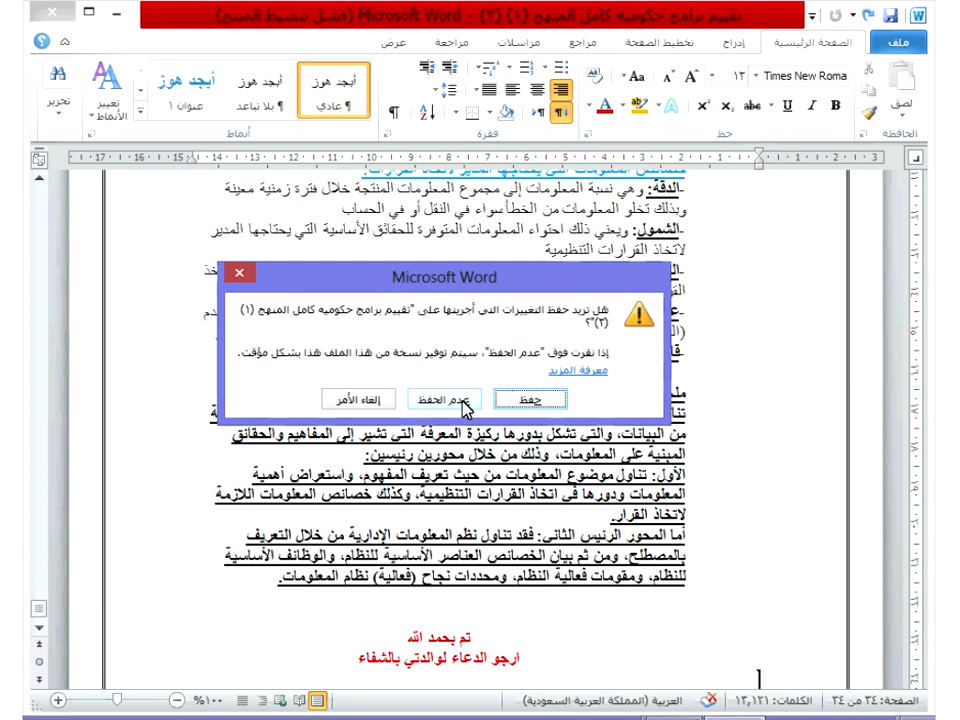 تقييم برامج حكوميه كامل المنهج (١) (٣) - Microsoft Word (فشل تنشيط المنتج)
ملف
الصفحة الرئيسية
إدراج
تخطيط الصفحة
مراجع
مراسلات
مراجعة
عرض
لصق
Times New Roma
١٢
أبجد هوز
أبجد هوز
أبجد هوز
¶ عادي
¶ بلا تباعد
عنوان ١
تغيير الأنماط
تحرير
الحافظة
خط
فقرة
أنماط
-الدقة: وهي نسبة المعلومات إلى مجموع المعلومات المنتجة خلال فترة زمنية معينة
وبذلك تخلو المعلومات من الخطأ سواء في النقل أو في الحساب
-الشمول: ويعني ذلك احتواء المعلومات المتوفرة للحقائق الأساسية التي يحتاجها المدير
لاتخاذ القرارات التنظيمية
Microsoft Word
هل تريد حفظ التغييرات التي أجريتها على "تقييم برامج حكوميه كامل المنهج (١)
(٣)"؟
إذا نقرت فوق "عدم الحفظ"، سيتم توفير نسخة من هذا الملف هذا بشكل مؤقت.
معرفة المزيد
حفظ
عدم الحفظ
إلغاء الأمر
من البيانات، والتي تشكل بدورها ركيزة المعرفة التي تشير إلى المفاهيم والحقائق
المبنية على المعلومات، وذلك من خلال محورين رئيسين:
الأول: تناول موضوع المعلومات من حيث تعريف المفهوم، واستعراض أهمية
المعلومات ودورها في اتخاذ القرارات التنظيمية، وكذلك خصائص المعلومات اللازمة
لاتخاذ القرار.
أما المحور الرئيس الثاني: فقد تناول نظم المعلومات الإدارية من خلال التعريف
بالمصطلح، ومن ثم بيان الخصائص العناصر الأساسية للنظام، والوظائف الأساسية
للنظام، ومقومات فعالية النظام، ومحددات نجاح (فعالية) نظام المعلومات.
تم بحمد الله
ارجو الدعاء لوالدتي بالشفاء
الصفحة: ٣٤ من ٣٤
الكلمات: ١٣,١٢١
العربية (المملكة العربية السعودية)
%١٠٠